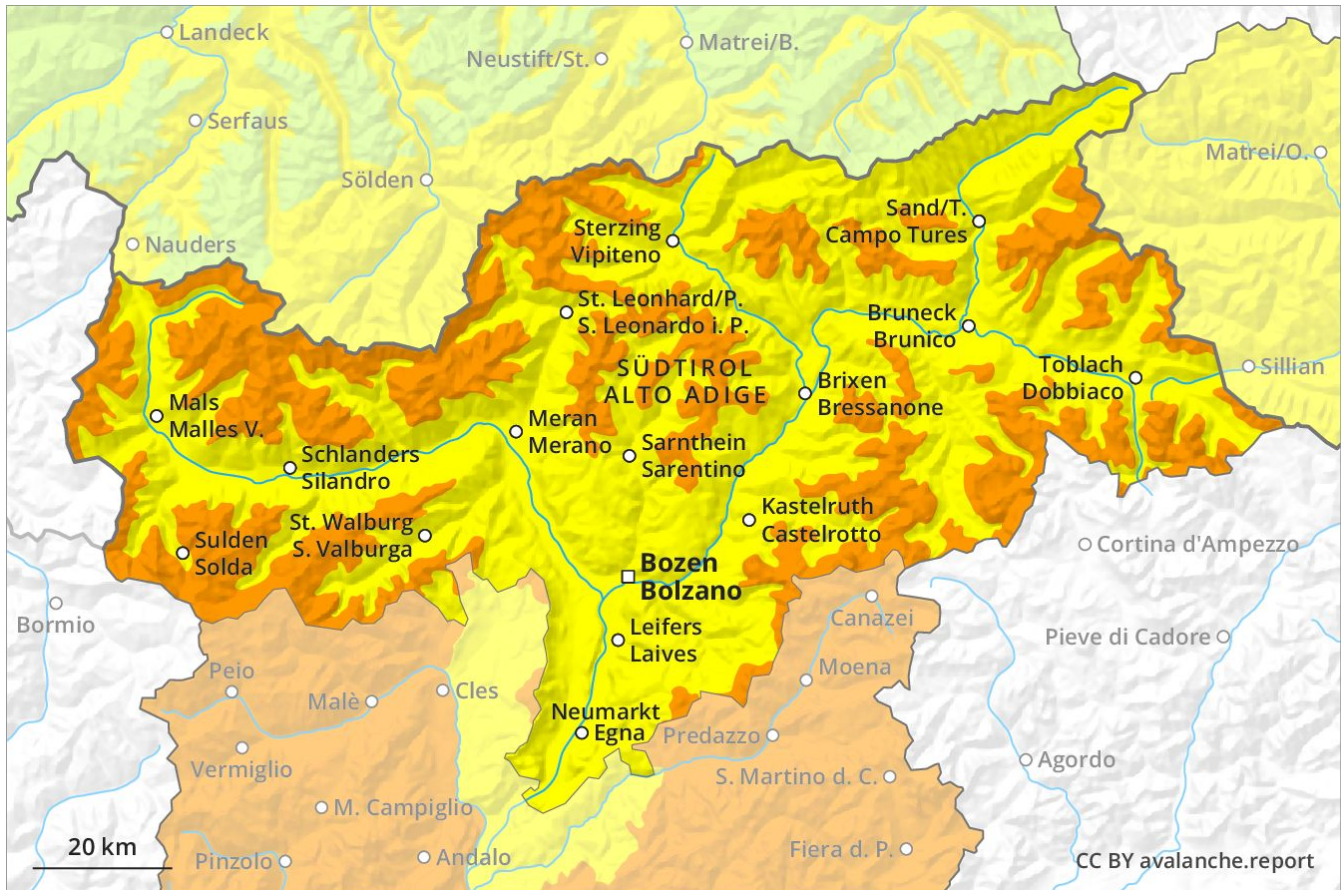 Landeck
Matrei/B.
Neustift/St.
Serfaus
Matrei/O.
Sölden
Sand/T.
Campo Tures
Sterzing
Vipiteno
Nauders
St. Leonhard/P.
S. Leonardo i. P.
Bruneck
Brunico
SÜDTIROL
ALTO ADIGE
Toblach
Dobbiaco
Sillian
Brixen
Bressanone
Mals
Malles V.
Meran
Merano
Sarnthein
Sarentino
Schlanders
Silandro
Kastelruth
Castelrotto
St. Walburg
S. Valburga
Sulden
Solda
Cortina d'Ampezzo
Bozen
Bolzano
Bormio
Canazei
Leifers
Laives
Pieve di Cadore
Peio
Moena
Malè
Cles
Neumarkt
Egna
Predazzo
Vermiglio
Agordo
S. Martino d. C.
M. Campiglio
20 km
Pinzolo
Andalo
Fiera d. P.
CC BY avalanche.report